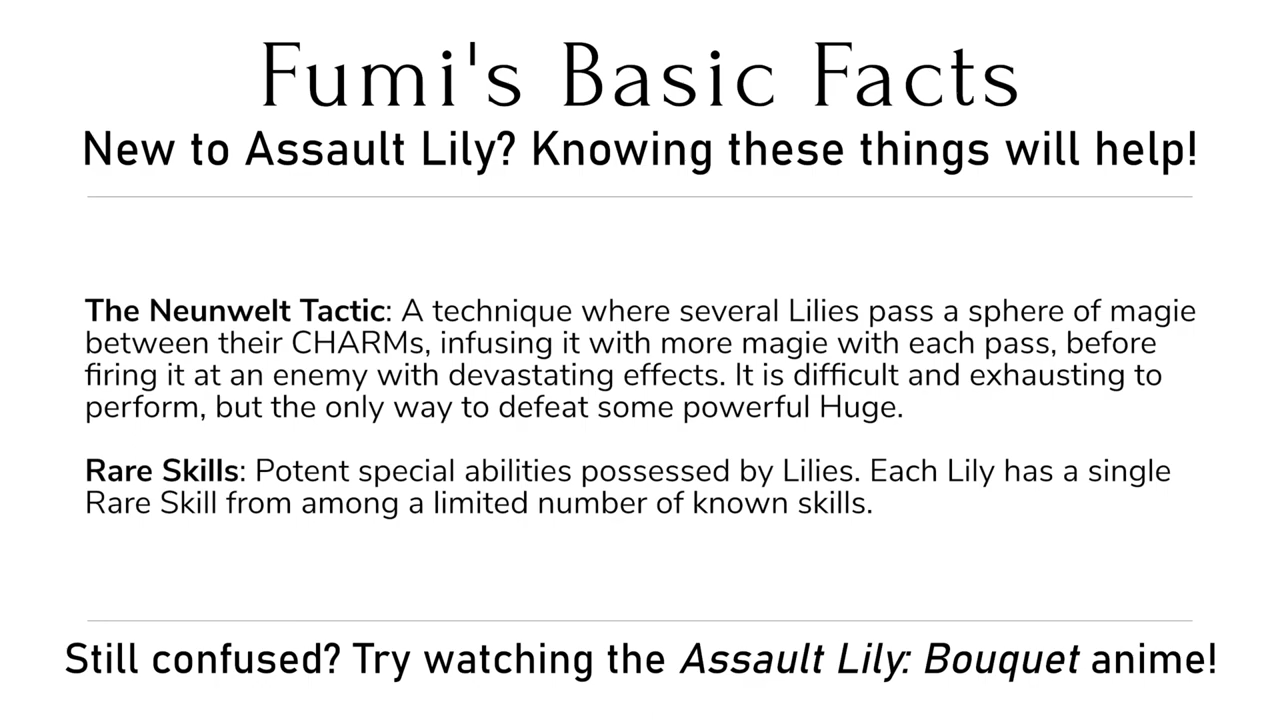 Fumi's Basic Facts
New to Assault Lily? Knowing these things will help!
The Neunwelt Tactic: A technique where several Lilies pass a sphere of magie
between their CHARMs, infusing it with more magie with each pass, before
firing it at an enemy with devastating effects. It is difficult and exhausting to
perform, but the only way to defeat some powerful Huge.
Rare Skills: Potent special abilities possessed by Lilies. Each Lily has a single
Rare Skill from among a limited number of known skills.
Still confused? Try watching the Assault Lily: Bouquet anime!